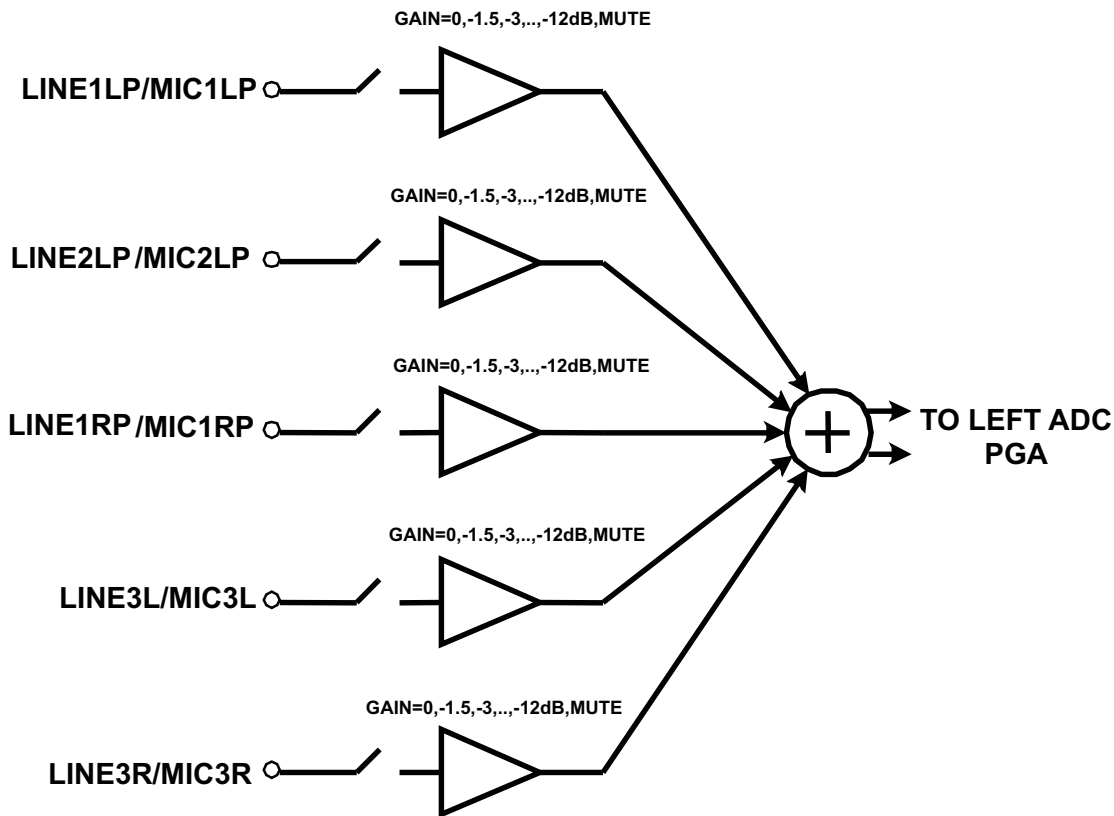 GAIN=0,-1.5,-3,..,-12dB,MUTE
LINE1LP/MIC1LP
GAIN=0,-1.5,-3,..,-12dB,MUTE
LINE2LP/MIC2LP
GAIN=0,-1.5,-3,..,-12dB,MUTE
LINE1RP/MIC1RP
TO LEFT ADC
PGA
GAIN=0,-1.5,-3,..,-12dB,MUTE
LINE3L/MIC3L
GAIN=0,-1.5,-3,..,-12dB,MUTE
LINE3R/MIC3R